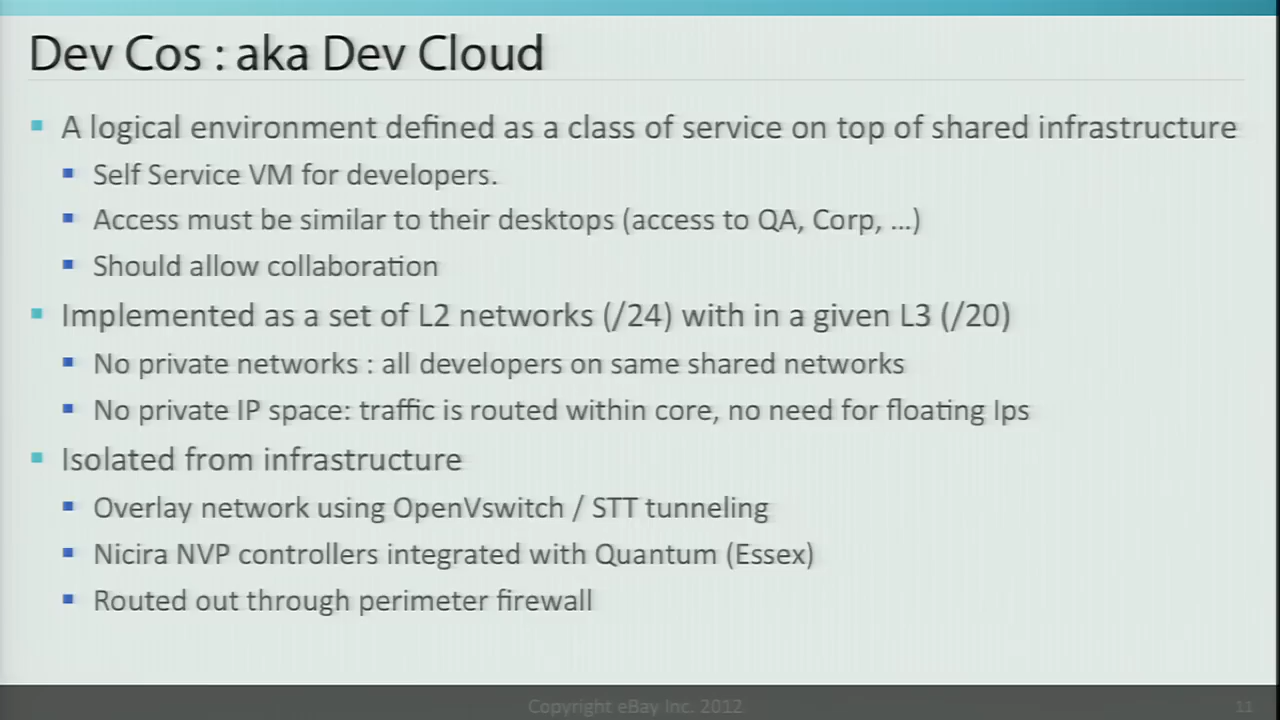 Dev Cos : aka Dev Cloud
A logical environment defined as a class of service on top of shared infrastructure
Self Service VM for developers.
Access must be similar to their desktops (access to QA, Corp, ...)
Should allow collaboration
Implemented as a set of L2 networks (/24) with in a given L3 (/20)
No private networks : all developers on same shared networks
No private IP space: traffic is routed within core, no need for floating Ips
Isolated from infrastructure
Overlay network using OpenVswitch / STT tunneling
Nicira NVP controllers integrated with Quantum (Essex)
Routed out through perimeter firewall
Copyright eBay Inc. 2012
11